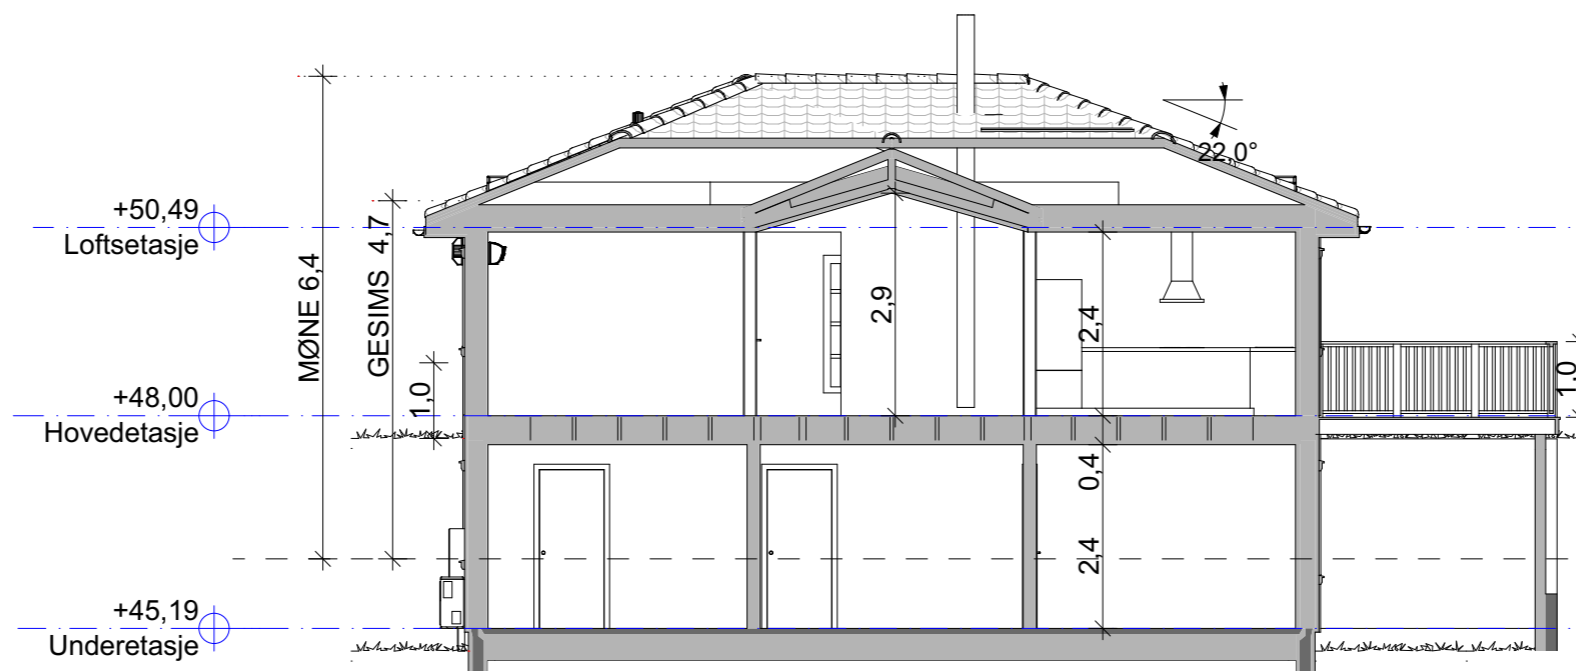 22,0°
+50,49
Loftsetasje
MØNE 6,4
GESIMS 4,7
2,9
2,4
1,0
1,0
+48,00
Hovedetasje
0,4
2,4
+45,19
Underetasje